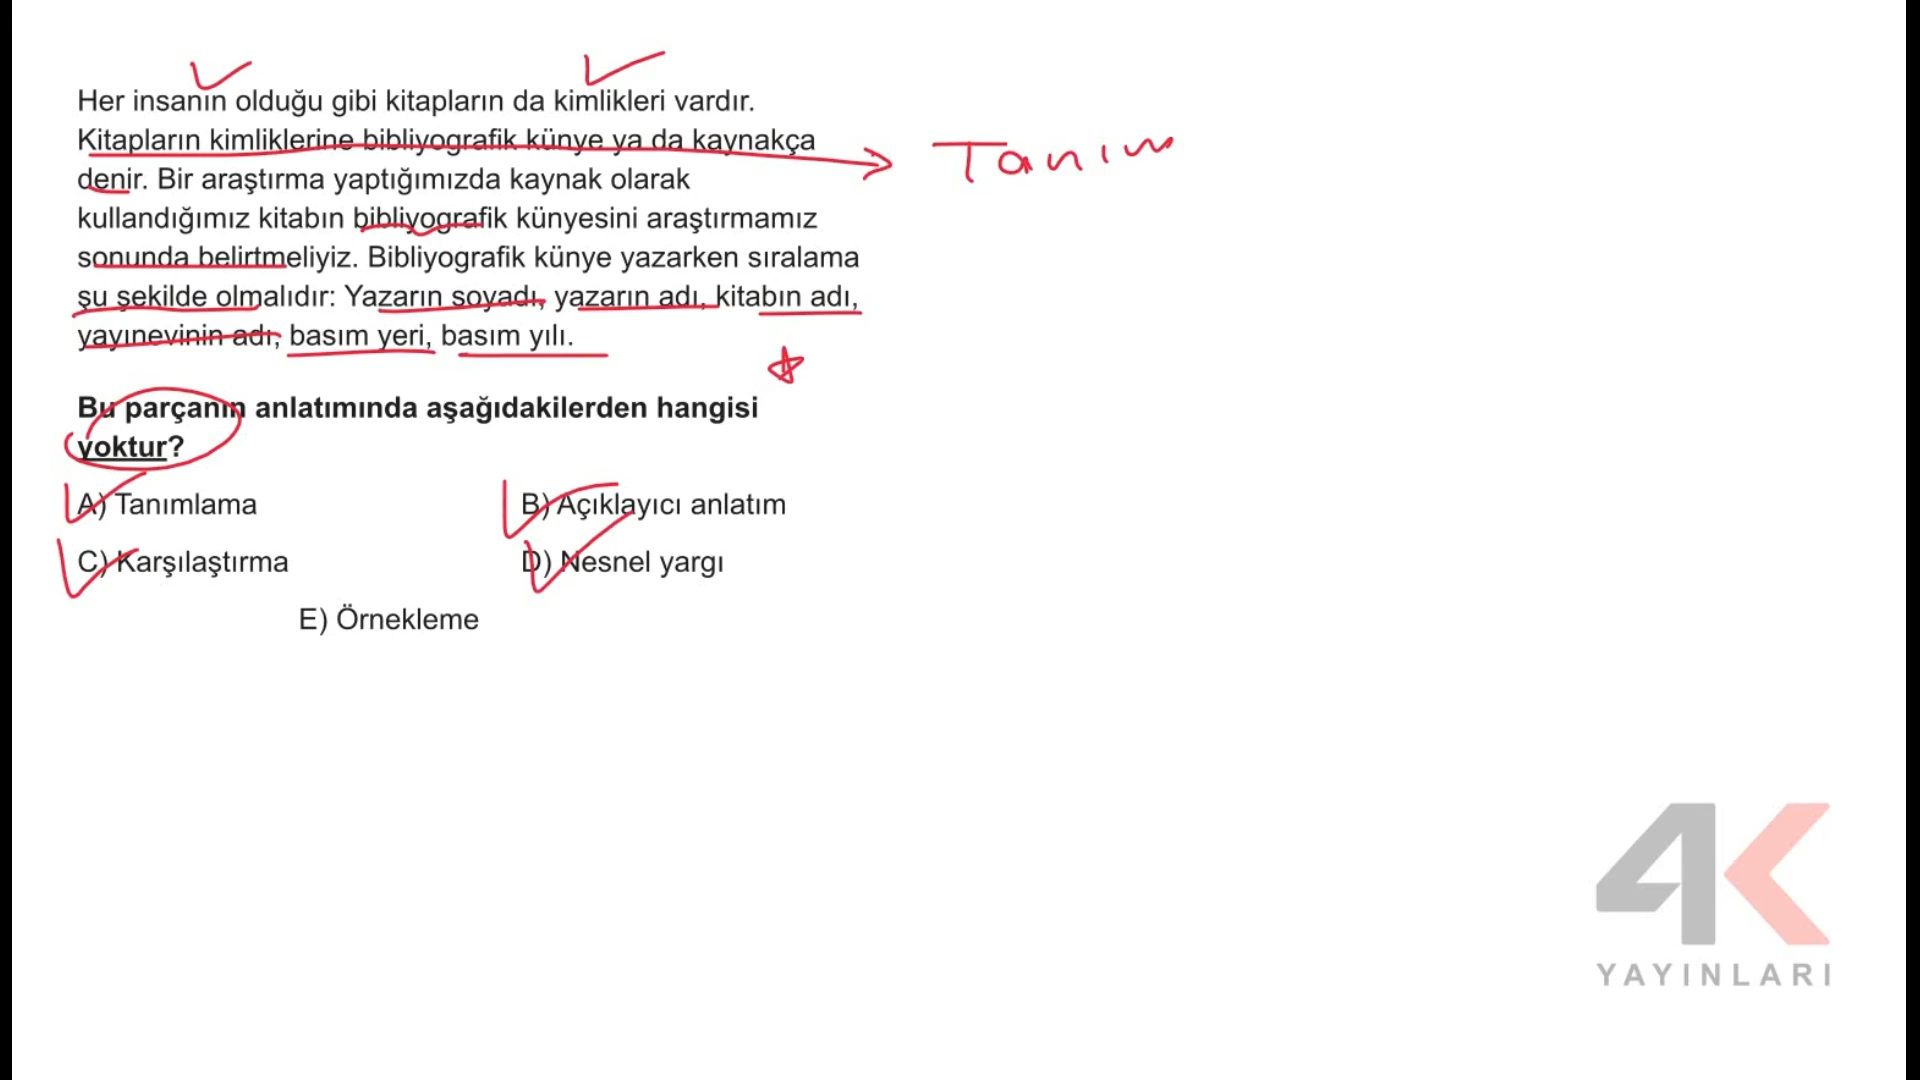 Her insanın olduğu gibi kitapların da kimlikleri vardır.
Kitapların kimliklerine bibliyografik künye ya da kaynakça
denir. Bir araştırma yaptığımızda kaynak olarak
kullandığımız kitabın bibliyografik künyesini araştırmamız
sonunda belirtmeliyiz. Bibliyografik künye yazarken sıralama
şu şekilde olmalıdır: Yazarın soyadı, yazarın adı, kitabın adı,
yayınevinin adı, basım yeri, basım yılı.
Tanım
Bu parçanın anlatımında aşağıdakilerden hangisi
yoktur?
A) Tanımlama
B) Açıklayıcı anlatım
C) Karşılaştırma
D) Nesnel yargı
E) Örnekleme
4K
YAYINLARI